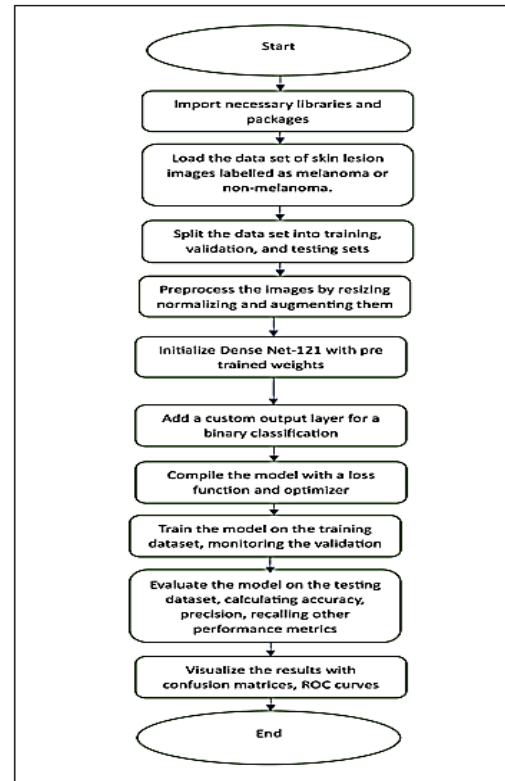 Start
Import necessary libraries and
packages
Load the data set of skin lesion
images labelled as melanoma or
non-melanoma.
Split the data set into training,
validation, and testing sets
Preprocess the images by resizing
normalizing and augmenting them
Initialize Dense Net-121 with pre
trained weights
Add a custom output layer for a
binary classification
Compile the model with a loss
function and optimizer
Train the model on the training
dataset, monitoring the validation
Evaluate the model on the testing
dataset, calculating accuracy,
precision, recalling other
performance metrics
Visualize the results with
confusion matrices, ROC curves
End